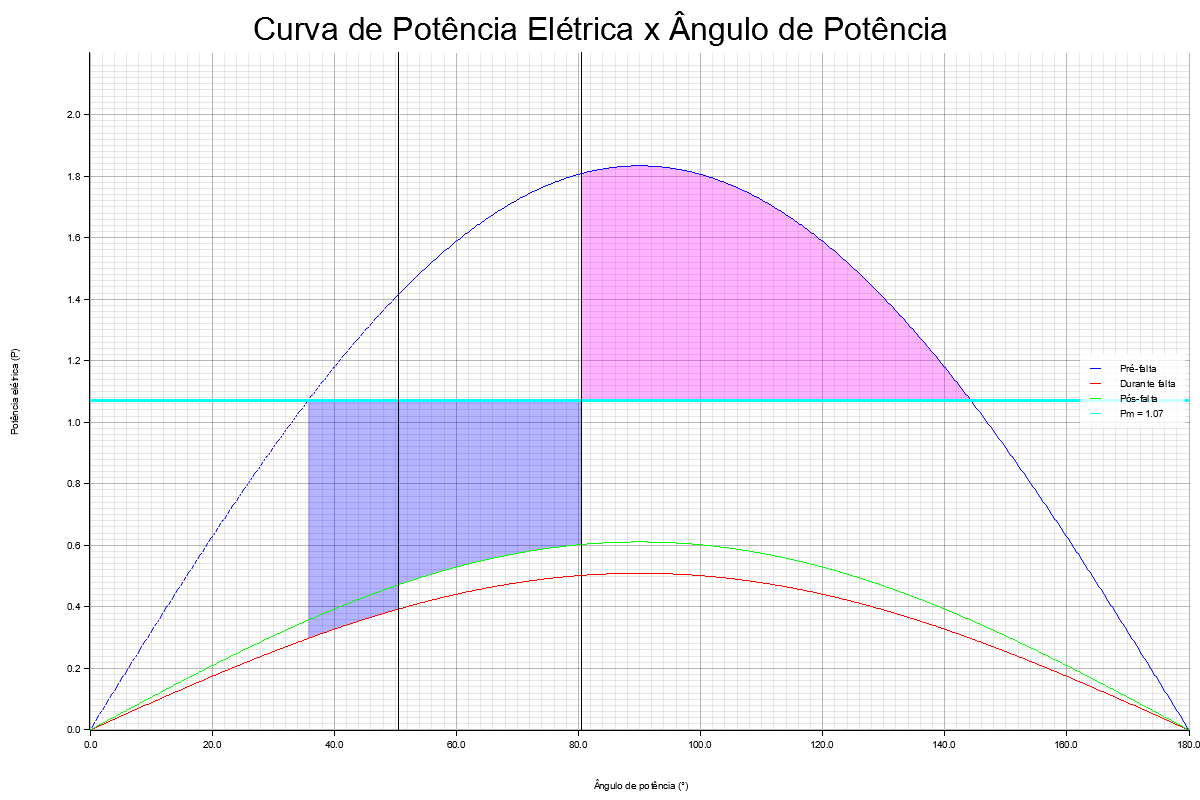 Curva de Potência Elétrica x Ângulo de Potência
2.0
1.8
1.6
1.4
1.2
1.0
0.8
0.6
0.4
0.2
0.0
Potência elétrica (P)
Pré-falta
Durante falta
Pós-falta
Pm = 1.07
0.0 20.0 40.0 60.0 80.0 100.0 120.0 140.0 160.0 180.0
Ângulo de potência (°)